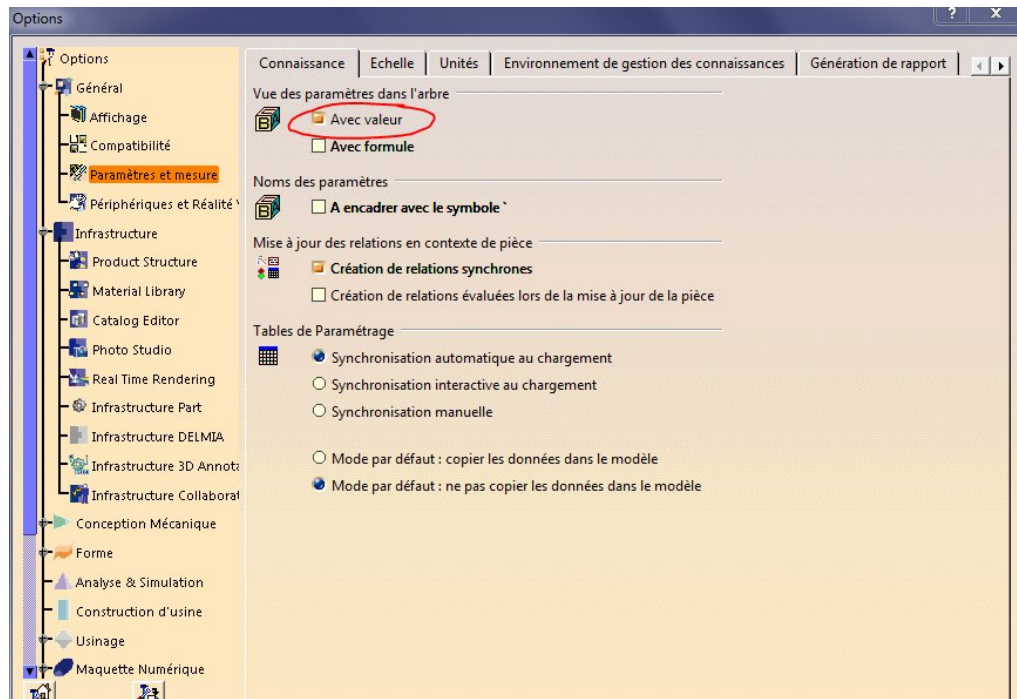 Options
? x
Options
Général
Affichage
Compatibilité
Paramètres et mesure
Périphériques et Réalité
Infrastructure
Product Structure
Material Library
Catalog Editor
Photo Studio
Real Time Rendering
Infrastructure Part
Infrastructure DELMIA
Infrastructure 3D Annota
Infrastructure Collaborat
Conception Mécanique
Forme
Analyse & Simulation
Construction d'usine
Usinage
Maquette Numérique
Connaissance Echelle Unités Environnement de gestion des connaissances Génération de rapport
Vue des paramètres dans l'arbre
Avec valeur
Avec formule
Noms des paramètres
A encadrer avec le symbole `
Mise à jour des relations en contexte de pièce
Création de relations synchrones
Création de relations évaluées lors de la mise à jour de la pièce
Tables de Paramétrage
Synchronisation automatique au chargement
Synchronisation interactive au chargement
Synchronisation manuelle
Mode par défaut : copier les données dans le modèle
Mode par défaut : ne pas copier les données dans le modèle